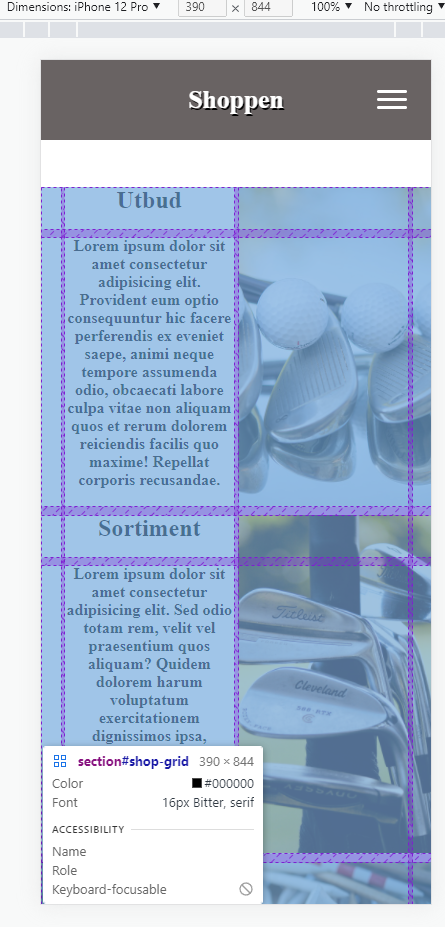 Dimensions: iPhone 12 Pro ▼ 390 × 844 100% ▼ No throttling ▼
Shoppen
Utbud
Lorem ipsum dolor sit
amet consectetur
adipisicing elit.
Provident eum optio
consequuntur hic facere
perferendis ex eveniet
saepe, animi neque
tempore assumenda
odio, obcaecati labore
culpa vitae non aliquam
quos et rerum dolorem
reiciendis facilis quo
maxime! Repellat
corporis recusandae.
Sortiment
Lorem ipsum dolor sit
amet consectetur
adipisicing elit. Sed odio
totam rem, velit vel
praesentium quos
aliquam? Quidem
dolorem harum
voluptatum
exercitationem
dignissimos ipsa,
Titleist
Cleveland
ODYSSEY
section#shop-grid 390 × 844
Color #000000
Font 16px Bitter, serif
ACCESSIBILITY
Name
Role
Keyboard-focusable